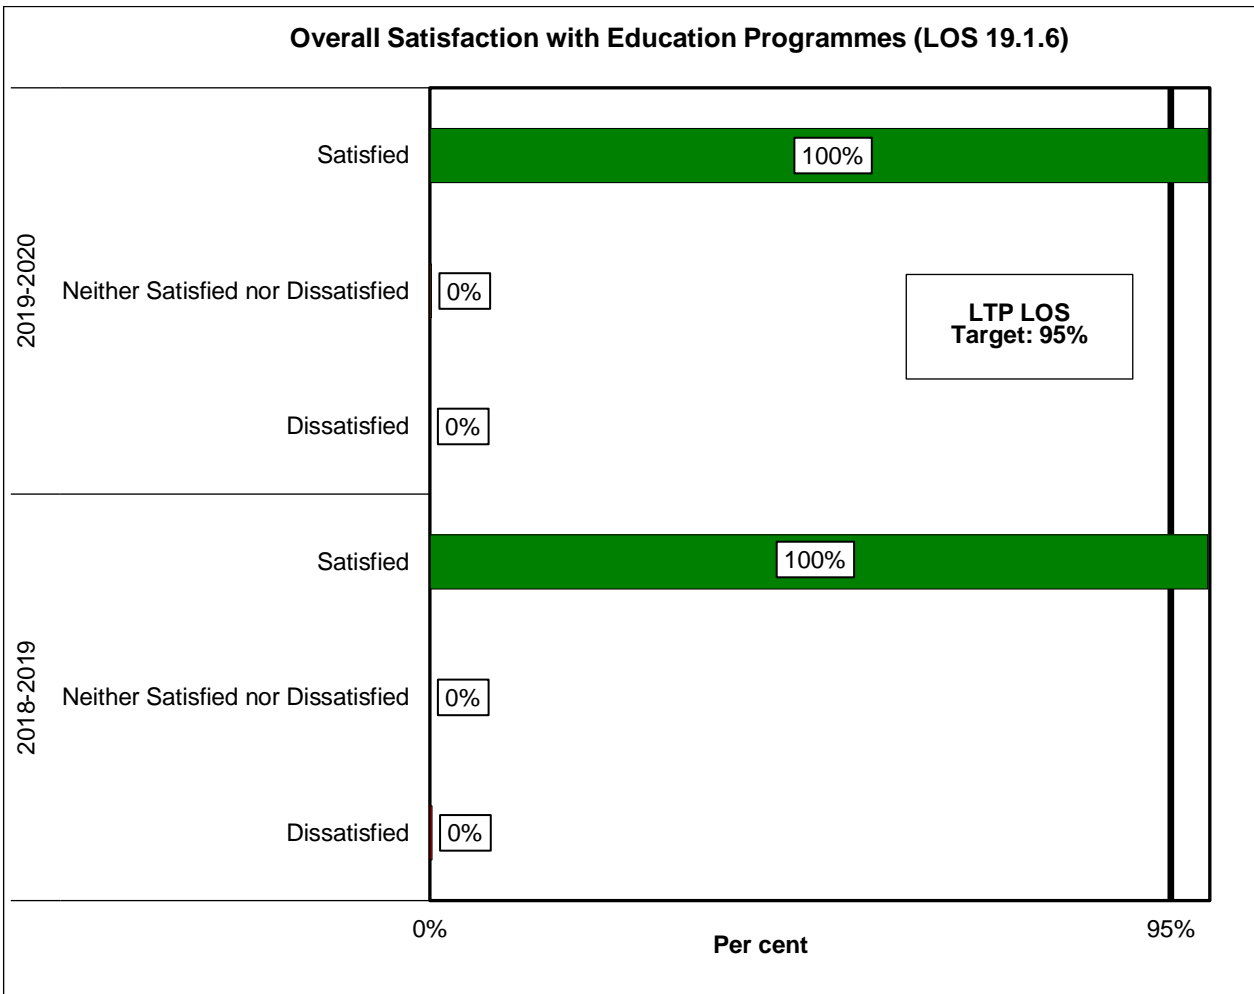 Overall Satisfaction with Education Programmes (LOS 19.1.6)
2019-2020
Satisfied
100%
Neither Satisfied nor Dissatisfied
0%
LTP LOS
Target: 95%
Dissatisfied
0%
2018-2019
Satisfied
100%
Neither Satisfied nor Dissatisfied
0%
Dissatisfied
0%
0%
95%
Per cent